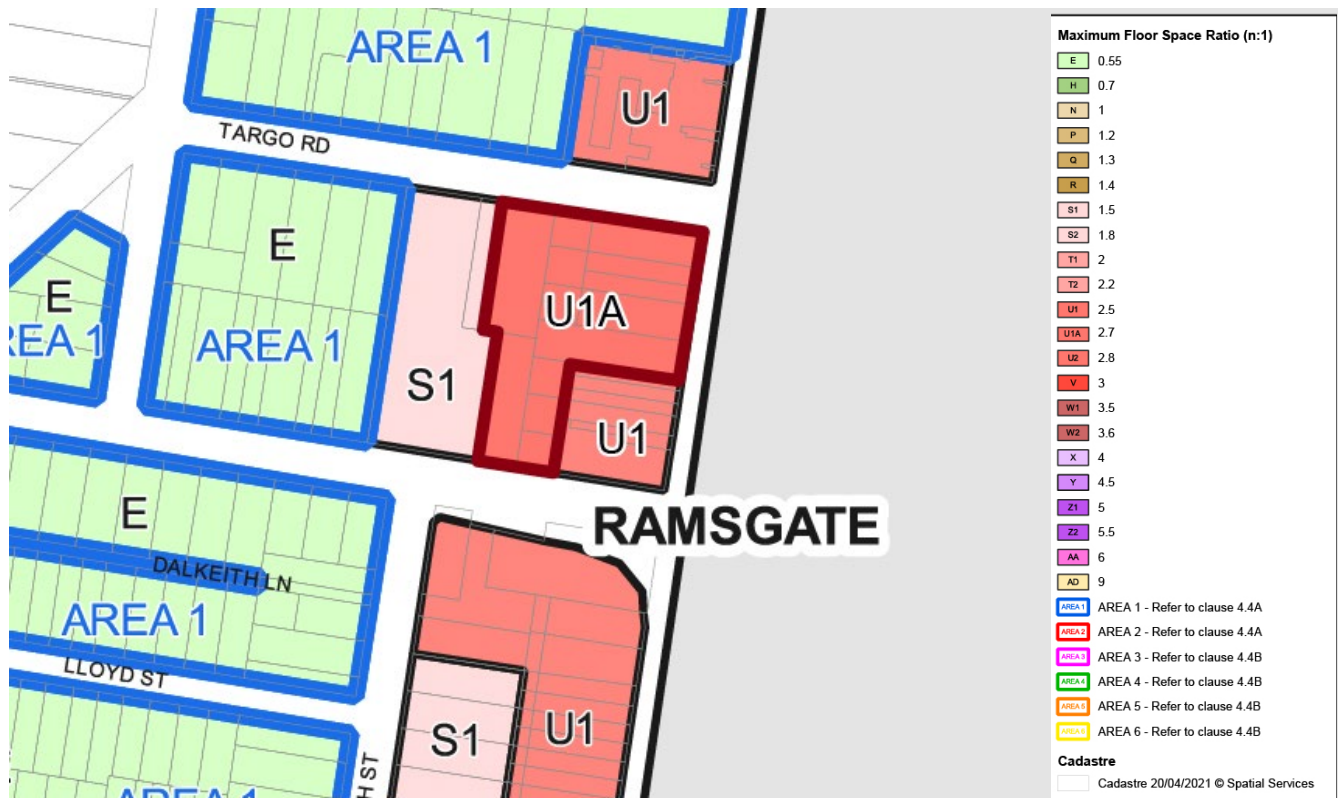 AREA 1
U1
TARGO RD
E
AREA 1
U1A
E
REA 1
S1
U1
RAMSGATE
E
DALKEITH LN
AREA 1
LLOYD ST
S1
U1
H ST
AREA 1
Maximum Floor Space Ratio (n:1)
E 0.55
H 0.7
N 1
P 1.2
Q 1.3
R 1.4
S1 1.5
S2 1.8
T1 2
T2 2.2
U1 2.5
U1A 2.7
U2 2.8
V 3
W1 3.5
W2 3.6
X 4
Y 4.5
Z1 5
Z2 5.5
AA 6
AD 9
AREA 1 AREA 1 - Refer to clause 4.4A
AREA 2 AREA 2 - Refer to clause 4.4A
AREA 3 AREA 3 - Refer to clause 4.4B
AREA 4 AREA 4 - Refer to clause 4.4B
AREA 5 AREA 5 - Refer to clause 4.4B
AREA 6 AREA 6 - Refer to clause 4.4B
Cadastre
Cadastre 20/04/2021 © Spatial Services